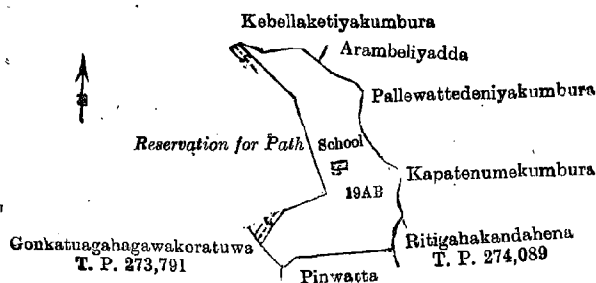 Kebellaketiyakumbura
Arambeliyadda
Pallewattedeniyakumbura
Reservation for Path
School
Kapatenumekumbura
19AB
Gonkatuagahagawakoratuwa
T. P. 273,791
Ritigahakandahena
T. P. 274,089
Pinwatta